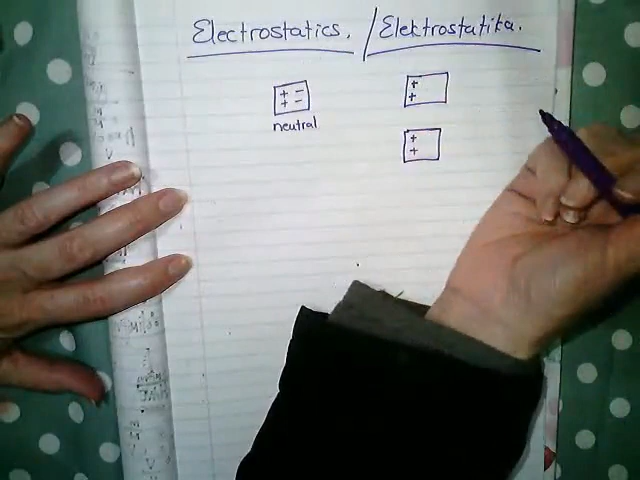 Electrostatics. / Elektrostatika.
+ − +
+ − +
neutral
+
+